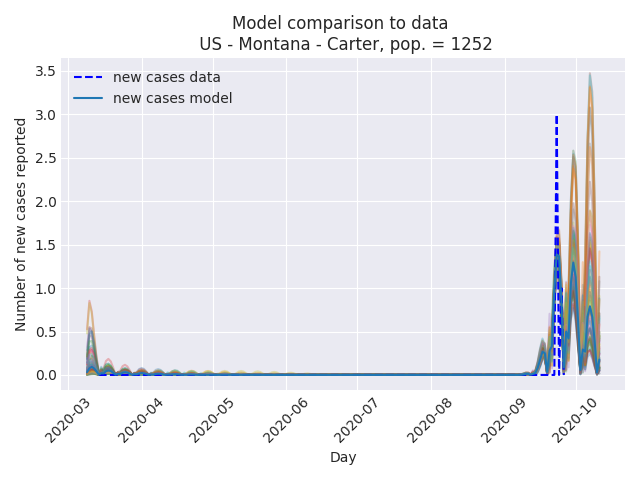 Model comparison to data
US - Montana - Carter, pop. = 1252
new cases data
new cases model
Number of new cases reported
3.5
3.0
2.5
2.0
1.5
1.0
0.5
0.0
2020-03
2020-04
2020-05
2020-06
2020-07
2020-08
2020-09
2020-10
Day